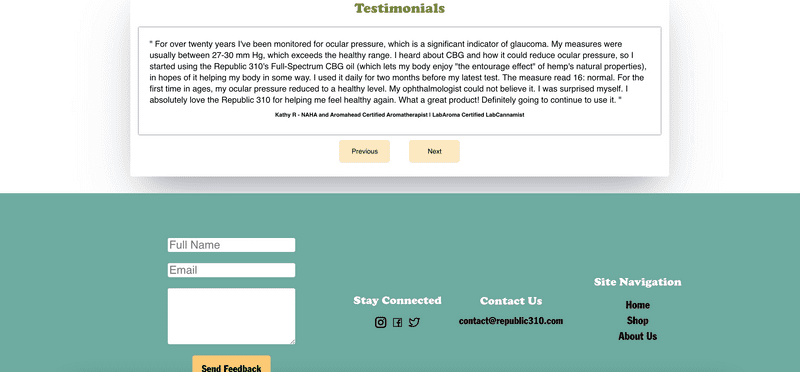 Testimonials
" For over twenty years I've been monitored for ocular pressure, which is a significant indicator of glaucoma. My measures were
usually between 27-30 mm Hg, which exceeds the healthy range. I heard about CBG and how it could reduce ocular pressure, so I
started using the Republic 310's Full-Spectrum CBG oil (which lets my body enjoy "the entourage effect" of hemp's natural properties),
in hopes of it helping my body in some way. I used it daily for two months before my latest test. The measure read 16: normal. For the
first time in ages, my ocular pressure reduced to a healthy level. My ophthalmologist could not believe it. I was surprised myself. I
absolutely love the Republic 310 for helping me feel healthy again. What a great product! Definitely going to continue to use it. "
Kathy R - NAHA and Aromahead Certified Aromatherapist | LabAroma Certified LabCannamist
Previous
Next
Full Name
Email
Send Feedback
Stay Connected
Contact Us
contact@republic310.com
Site Navigation
Home
Shop
About Us